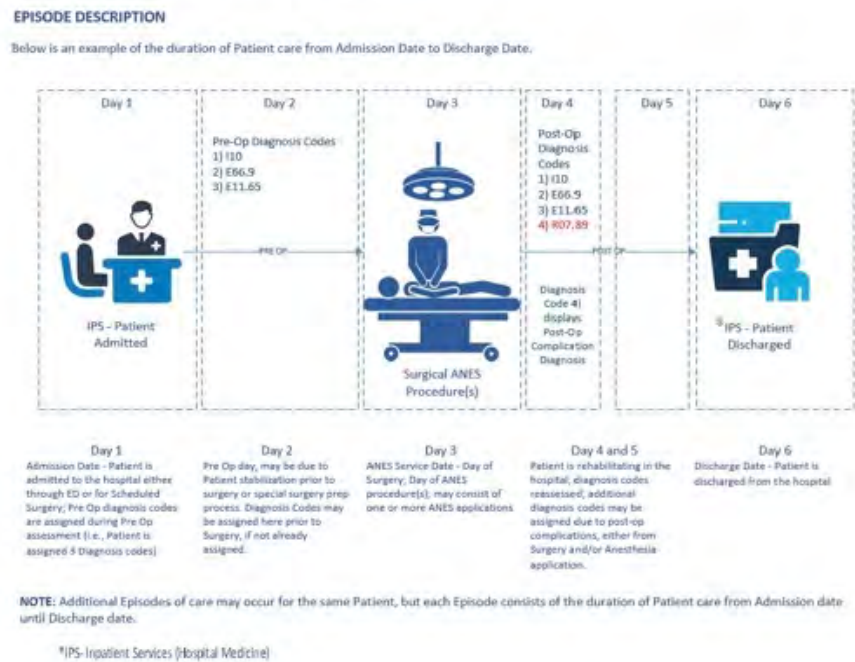 EPISODE DESCRIPTION
Below is an example of the duration of Patient care from Admission Date to Discharge Date.
Day 1
Day 2
Day 3
Day 4
Day 5
Day 6
Pre-Op Diagnosis Codes
1) I10
2) E66.9
3) E11.65
Post-Op
Diagnosis
Codes
1) I10
2) E66.9
3) E11.65
4) R07.89
PRE OP
POST OP
Diagnosis
Code 4)
displays
Post-Op
Complication
Diagnosis
IPS - Patient
Admitted
Surgical ANES
Procedure(s)
IPS - Patient
Discharged
Day 1
Admission Date - Patient is
admitted to the hospital either
through ED or for Scheduled
Surgery; Pre Op diagnosis codes
are assigned during Pre Op
assessment (i.e., Patient is
assigned 3 Diagnosis codes)
Day 2
Pre Op day, may be due to
Patient stabilization prior to
surgery or special surgery prep
process. Diagnosis Codes may
be assigned here prior to
Surgery, if not already
assigned.
Day 3
ANES Service Date - Day of
Surgery; Day of ANES
procedure(s); may consist of
one or more ANES applications
Day 4 and 5
Patient is rehabilitating in the
hospital; diagnosis codes
reassessed; additional
diagnosis codes may be
assigned due to post-op
complications, either from
Surgery and/or Anesthesia
application.
Day 6
Discharge Date - Patient is
discharged from the hospital
NOTE: Additional Episodes of care may occur for the same Patient, but each Episode consists of the duration of Patient care from Admission date
until Discharge date.
*IPS- Inpatient Services (Hospital Medicine)